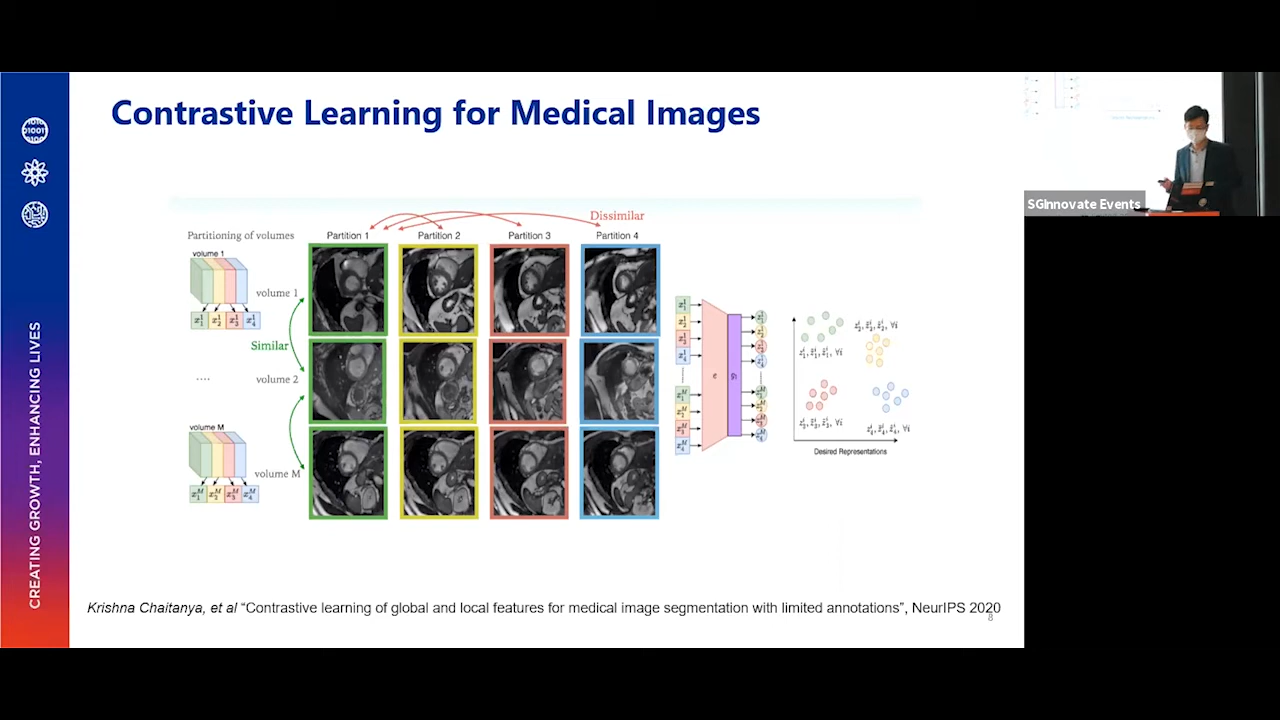 Contrastive Learning for Medical Images
CREATING GROWTH, ENHANCING LIVES
SGInnovate Events
Dissimilar
Partitioning of volumes
Partition 1
Partition 2
Partition 3
Partition 4
volume 1
volume 1
Similar
volume 2
....
volume M
volume M
Desired Representations
Krishna Chaitanya, et al “Contrastive learning of global and local features for medical image segmentation with limited annotations”, NeurIPS 2020
8